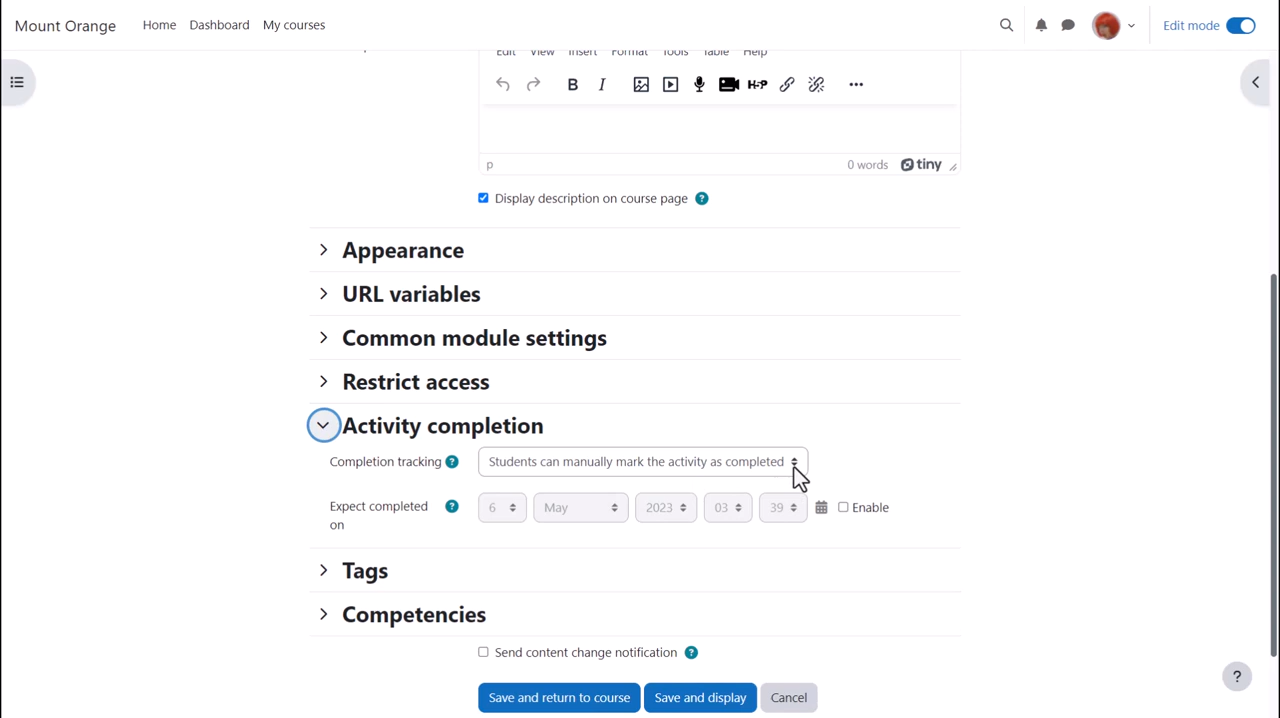 Mount Orange Home Dashboard My courses Edit mode
Edit View Insert Format Tools Table Help
B I H-P ...
p 0 words tiny
Display description on course page ?
Appearance
URL variables
Common module settings
Restrict access
Activity completion
Completion tracking ? Students can manually mark the activity as completed
Expect completed on ? 6 May 2023 03 39 Enable
Tags
Competencies
Send content change notification ?
?
Save and return to course Save and display Cancel